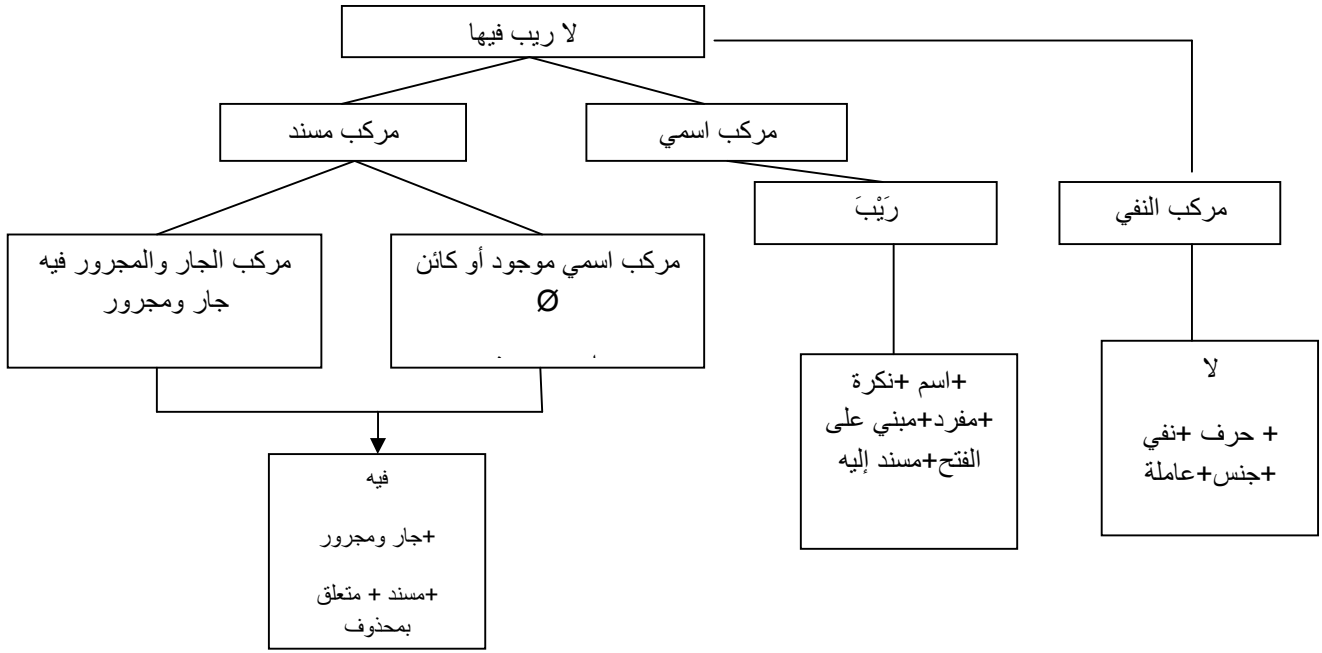 لا ريب فيها
مركب اسمي
مركب مسند
رَيْبَ
مركب النفي
مركب اسمي موجود أو كائن
Ø
مركب الجار والمجرور فيه
جار ومجرور
لا
+ حرف +نفي
+جنس+عاملة
+اسم +نكرة
+مفرد+مبني على
الفتح+مسند إليه
فيه
+جار ومجرور
+مسند + متعلق
بمحذوف